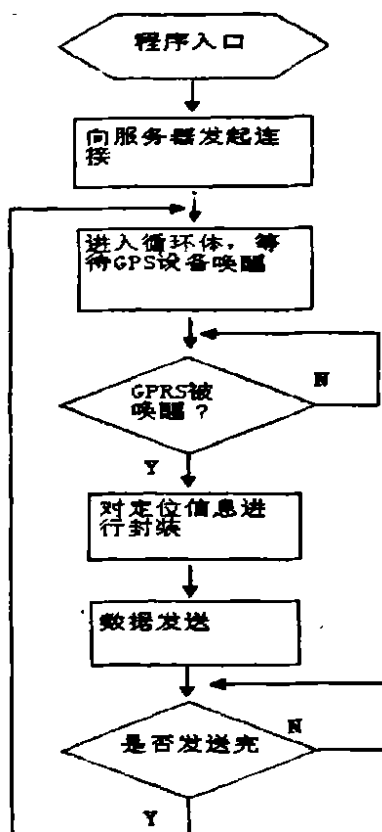 程序入口
向服务器发起连
接
进入循环体，等
待GPS设备唤醒
GPRS被
唤醒？
N
Y
对定位信息进
行封装
数据发送
是否发送完
N
Y